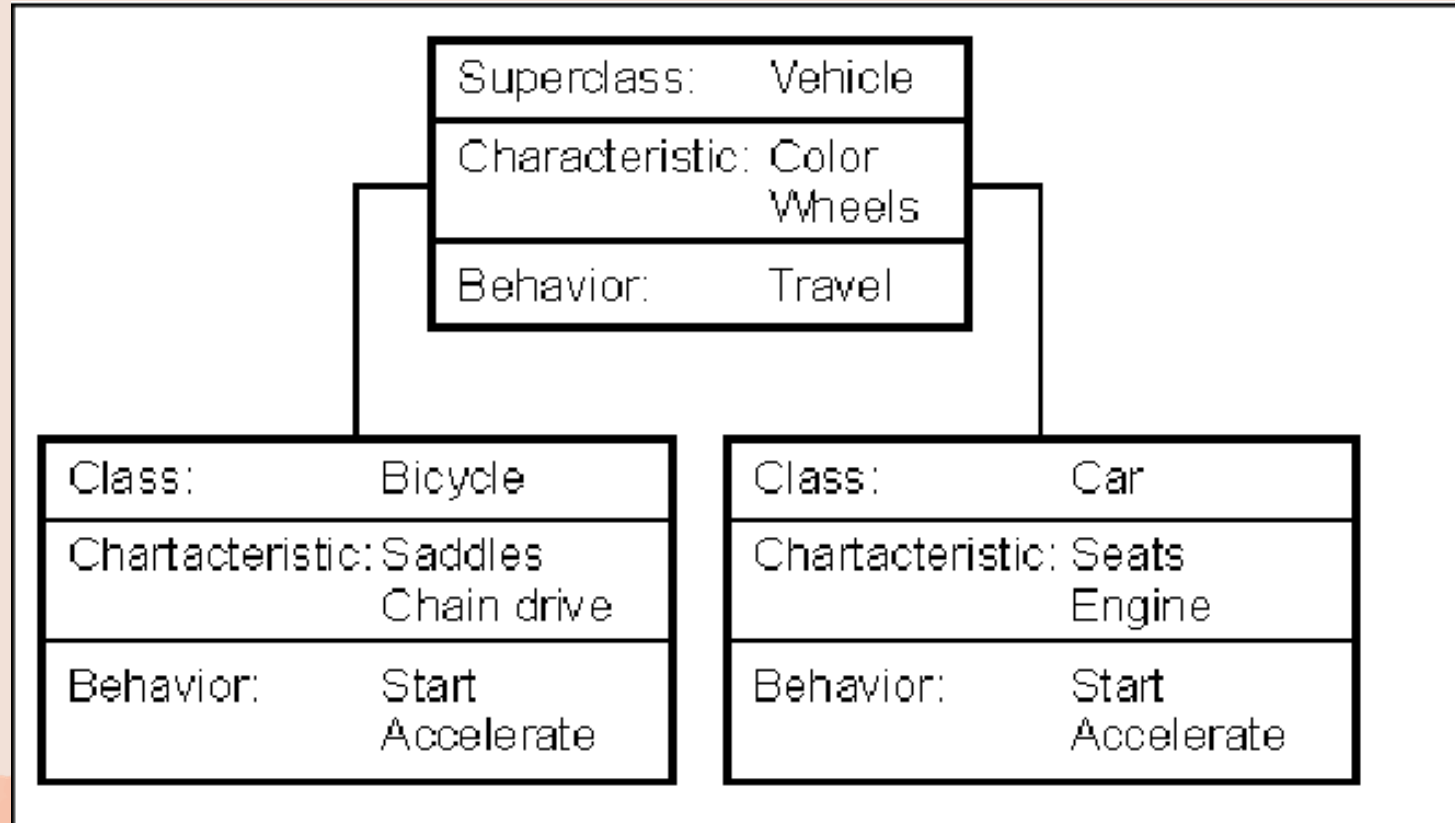 Superclass: Vehicle
Characteristic: Color
Wheels
Behavior: Travel
Class: Bicycle
Chartacteristic: Saddles
Chain drive
Behavior: Start
Accelerate
Class: Car
Chartacteristic: Seats
Engine
Behavior: Start
Accelerate